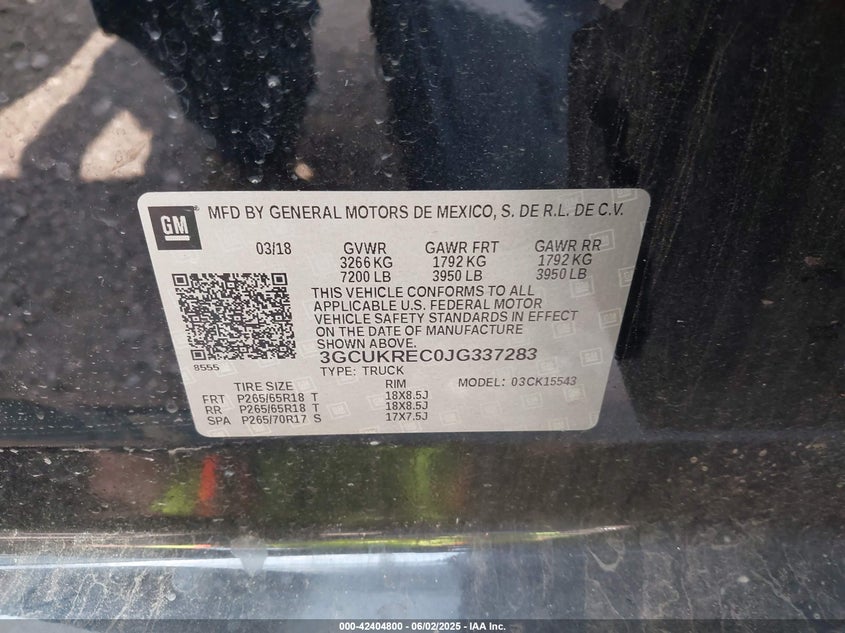 GM
MFD BY GENERAL MOTORS DE MEXICO, S. DE R.L. DE C.V.
03/18 GVWR GAWR FRT GAWR RR
3266 KG 1792 KG 1792 KG
7200 LB 3950 LB 3950 LB
THIS VEHICLE CONFORMS TO ALL
APPLICABLE U.S. FEDERAL MOTOR
VEHICLE SAFETY STANDARDS IN EFFECT
ON THE DATE OF MANUFACTURE
SHOWN ABOVE.
8555
3GCUKREC0JG337283
TYPE: TRUCK
MODEL: 03CK15543
TIRE SIZE RIM
FRT P265/65R18 T 18X8.5J
RR P265/65R18 T 18X8.5J
SPA P265/70R17 S 17X7.5J
000-42404800 - 06/02/2025 - IAA Inc.